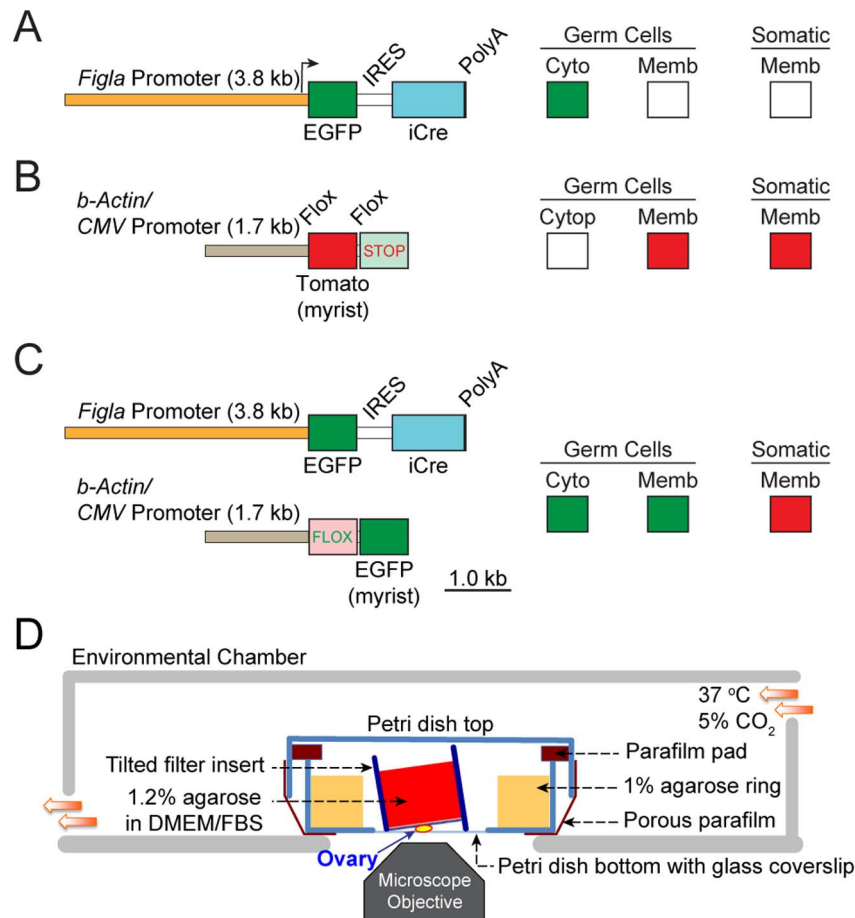 A
Figla Promoter (3.8 kb)
IRES
PolyA
EGFP
iCre
Germ Cells
Somatic
Cyto
Memb
Memb
B
b-Actin/
CMV Promoter (1.7 kb)
Flox
Flox
STOP
Tomato
(myrist)
Germ Cells
Somatic
Cytop
Memb
Memb
C
Figla Promoter (3.8 kb)
IRES
PolyA
EGFP
iCre
b-Actin/
CMV Promoter (1.7 kb)
FLOX
EGFP
(myrist)
1.0 kb
Germ Cells
Somatic
Cyto
Memb
Memb
D
Environmental Chamber
37 °C
5% CO2
Petri dish top
Tilted filter insert
1.2% agarose
in DMEM/FBS
Ovary
Parafilm pad
1% agarose ring
Porous parafilm
Petri dish bottom with glass coverslip
Microscope
Objective